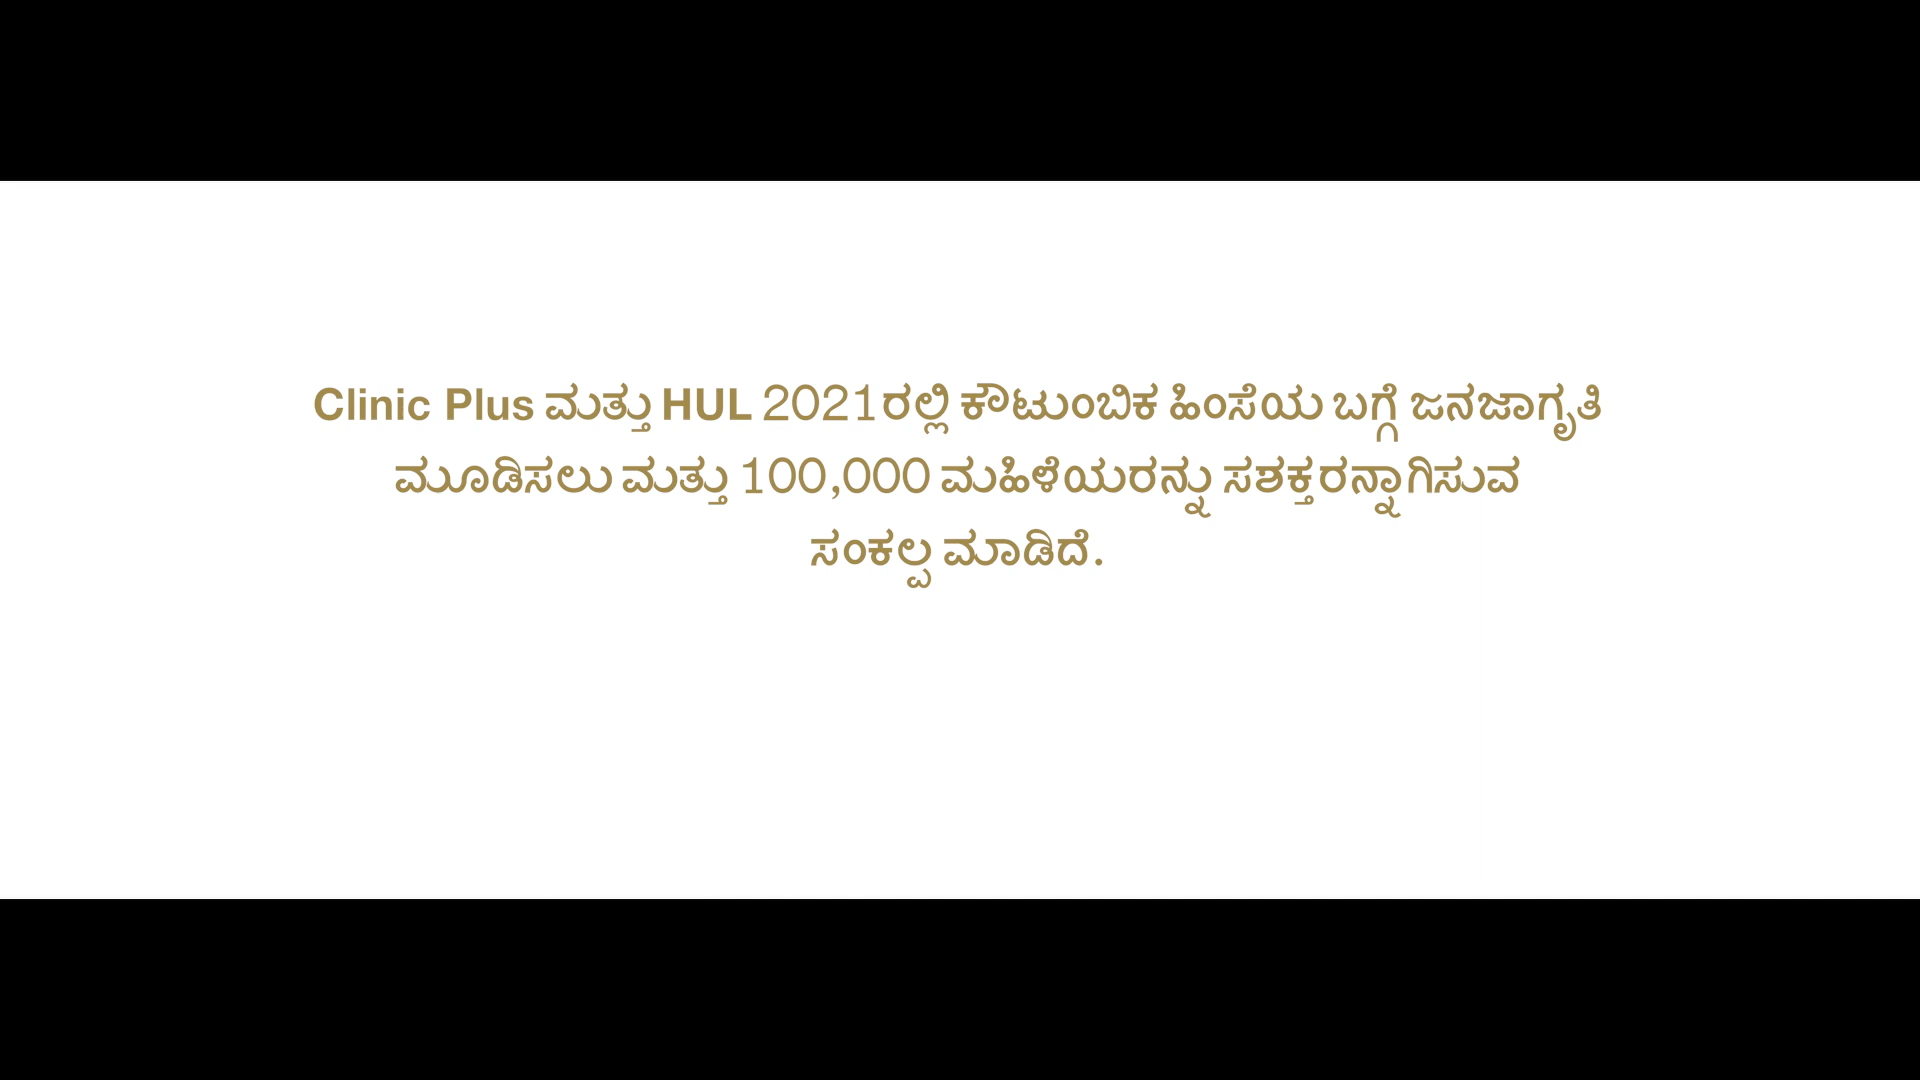 Clinic Plus ಮತ್ತು HUL 2021ರಲ್ಲಿ ಕೌಟುಂಬಿಕ ಹಿಂಸೆಯ ಬಗ್ಗೆ ಜನಜಾಗೃತಿ
ಮೂಡಿಸಲು ಮತ್ತು 100,000 ಮಹಿಳೆಯರನ್ನು ಸಶಕ್ತರನ್ನಾಗಿಸುವ
ಸಂಕಲ್ಪ ಮಾಡಿದೆ.